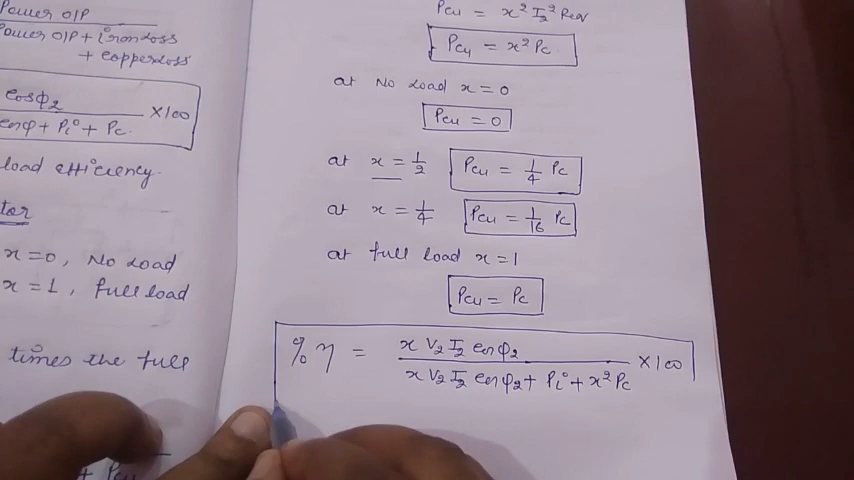 Power O/P
Power O/P + Iron Loss
+ copper Loss
cosφ2
cosφ + Pi + Pc × 100
load efficiency.
tor
x = 0, No Load
x = 1, full load
times the full
+ Pcu
Pcu = x² I2² Req
Pcu = x² Pc
at No Load x = 0
Pcu = 0
at x = 1/2 Pcu = 1/4 Pc
at x = 1/4 Pcu = 1/16 Pc
at full load x = 1
Pcu = Pc
% η = x V2 I2 cosφ2 / x V2 I2 cosφ2 + Pi + x² Pc × 100